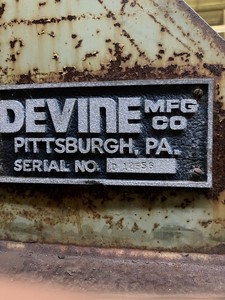 DEVINE MFG CO
PITTSBURGH, PA.
SERIAL NO.